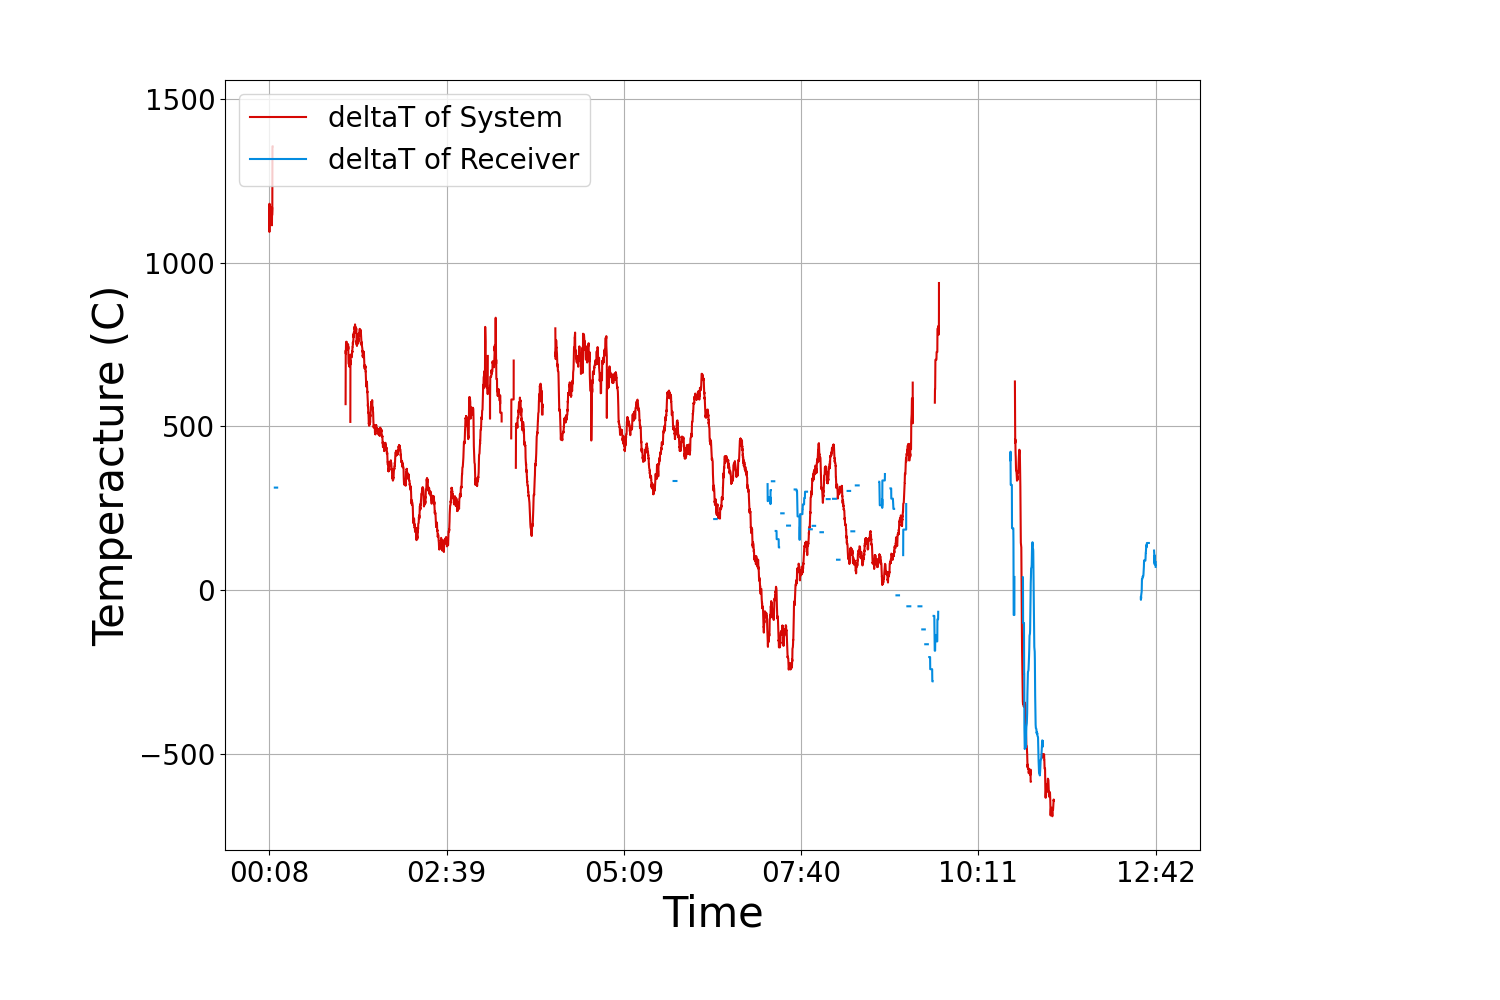 deltaT of System
deltaT of Receiver
1500
1000
500
0
−500
Temperacture (C)
00:08 02:39 05:09 07:40 10:11 12:42
Time